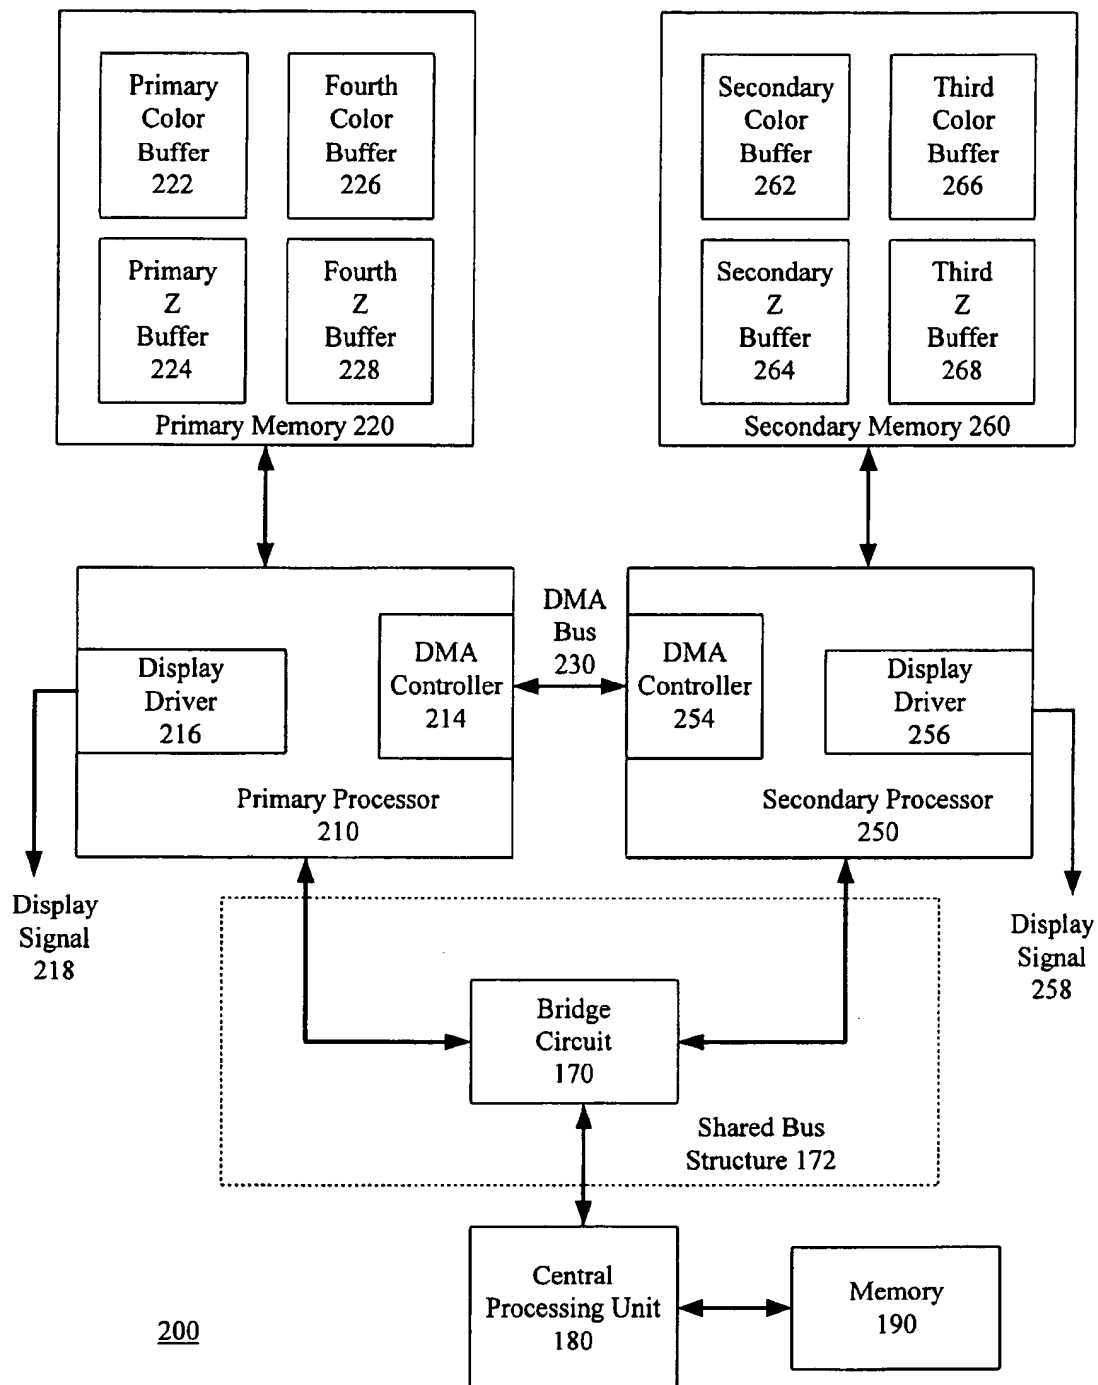 Primary
Color
Buffer
222
Fourth
Color
Buffer
226
Primary
Z
Buffer
224
Fourth
Z
Buffer
228
Primary Memory 220
Secondary
Color
Buffer
262
Third
Color
Buffer
266
Secondary
Z
Buffer
264
Third
Z
Buffer
268
Secondary Memory 260
Display
Driver
216
DMA
Controller
214
Primary Processor
210
DMA
Bus
230
DMA
Controller
254
Display
Driver
256
Secondary Processor
250
Display
Signal
218
Display
Signal
258
Bridge
Circuit
170
Shared Bus
Structure 172
Central
Processing Unit
180
Memory
190
200